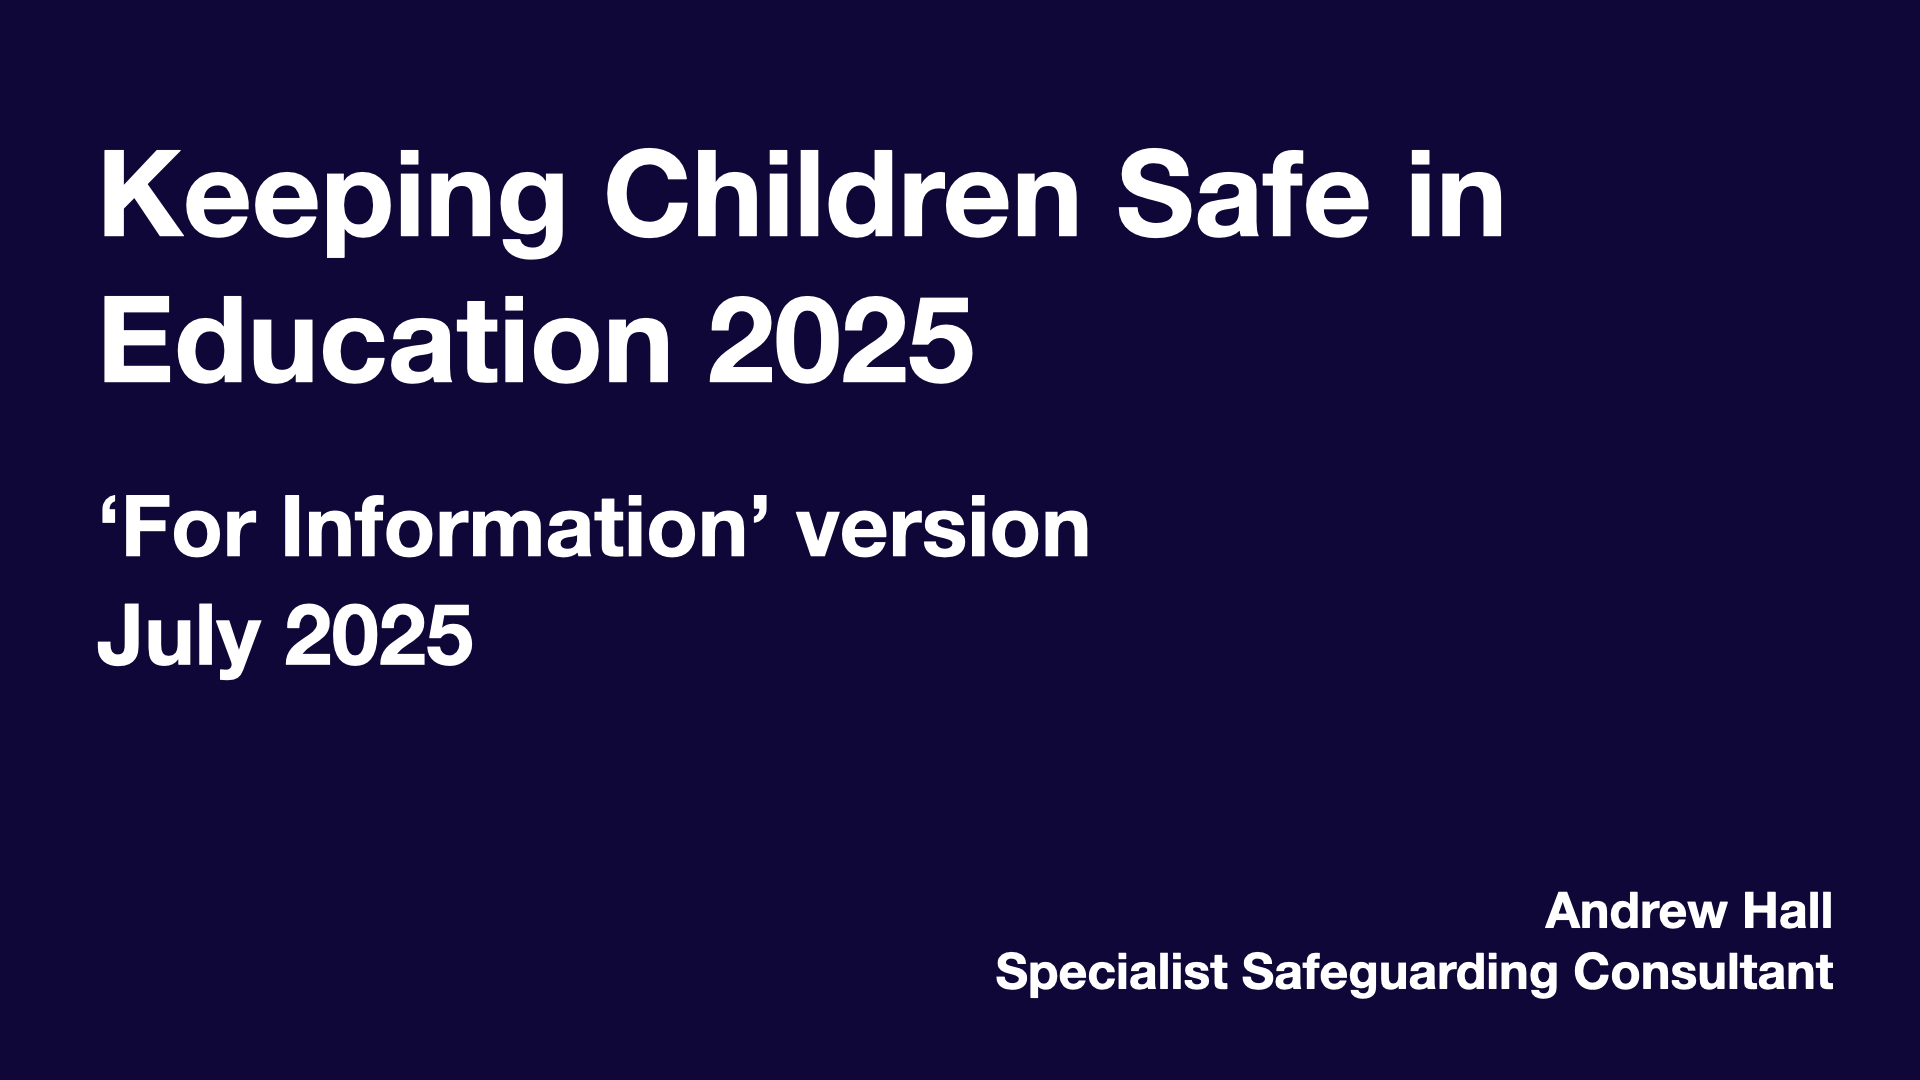 Keeping Children Safe in
Education 2025
‘For Information’ version
July 2025
Andrew Hall
Specialist Safeguarding Consultant